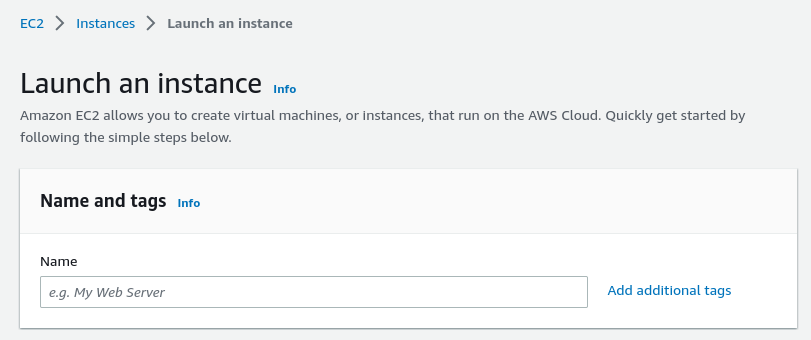 EC2 > Instances > Launch an instance
Launch an instance Info
Amazon EC2 allows you to create virtual machines, or instances, that run on the AWS Cloud. Quickly get started by
following the simple steps below.
Name and tags Info
Name
e.g. My Web Server Add additional tags